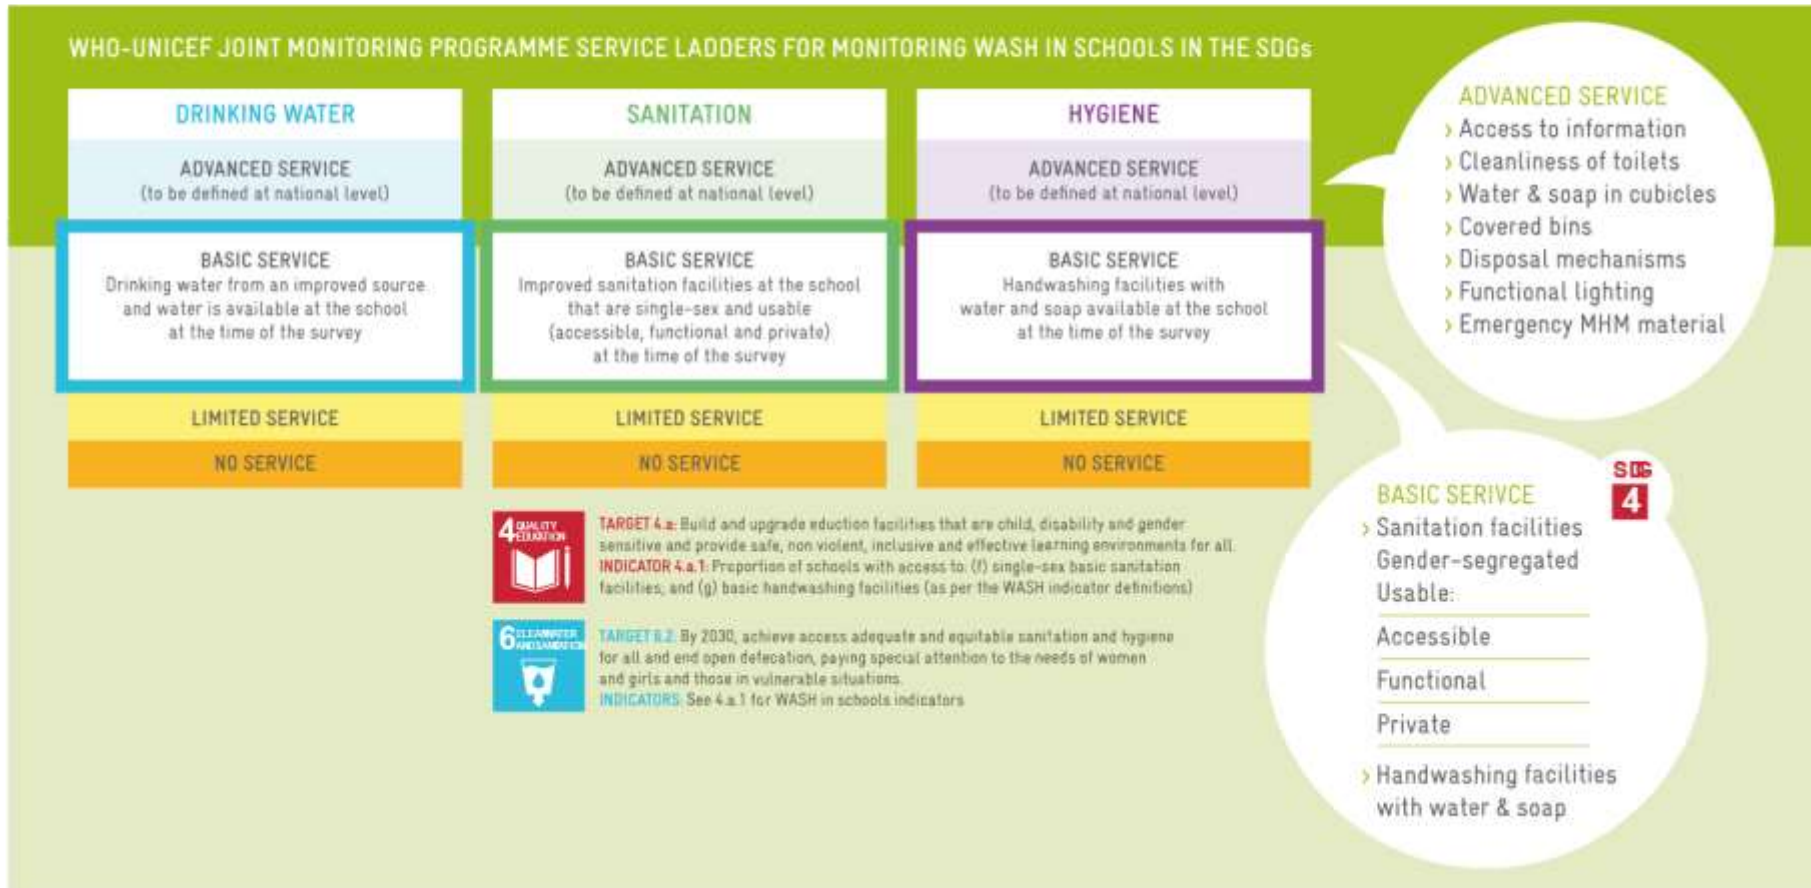 WHO-UNICEF JOINT MONITORING PROGRAMME SERVICE LADDERS FOR MONITORING WASH IN SCHOOLS IN THE SDGs
DRINKING WATER
ADVANCED SERVICE
(to be defined at national level)
BASIC SERVICE
Drinking water from an improved source
and water is available at the school
at the time of the survey
LIMITED SERVICE
NO SERVICE
SANITATION
ADVANCED SERVICE
(to be defined at national level)
BASIC SERVICE
Improved sanitation facilities at the school
that are single-sex and usable
(accessible, functional and private)
at the time of the survey
LIMITED SERVICE
NO SERVICE
HYGIENE
ADVANCED SERVICE
(to be defined at national level)
BASIC SERVICE
Handwashing facilities with
water and soap available at the school
at the time of the survey
LIMITED SERVICE
NO SERVICE
ADVANCED SERVICE
› Access to information
› Cleanliness of toilets
› Water & soap in cubicles
› Covered bins
› Disposal mechanisms
› Functional lighting
› Emergency MHM material
SDG
4
BASIC SERIVCE
› Sanitation facilities
Gender-segregated
Usable:
Accessible
Functional
Private
› Handwashing facilities
with water & soap
4 QUALITY
EDUCATION
TARGET 4.a: Build and upgrade eduction facilities that are child, disability and gender
sensitive and provide safe, non violent, inclusive and effective learning environments for all.
INDICATOR 4.a.1: Proportion of schools with access to: (f) single-sex basic sanitation
facilities, and (g) basic handwashing facilities (as per the WASH indicator definitions)
6 CLEAN WATER
AND SANITATION
TARGET 6.2: By 2030, achieve access adequate and equitable sanitation and hygiene
for all and end open defecation, paying special attention to the needs of women
and girls and those in vulnerable situations.
INDICATORS: See 4.a.1 for WASH in schools indicators